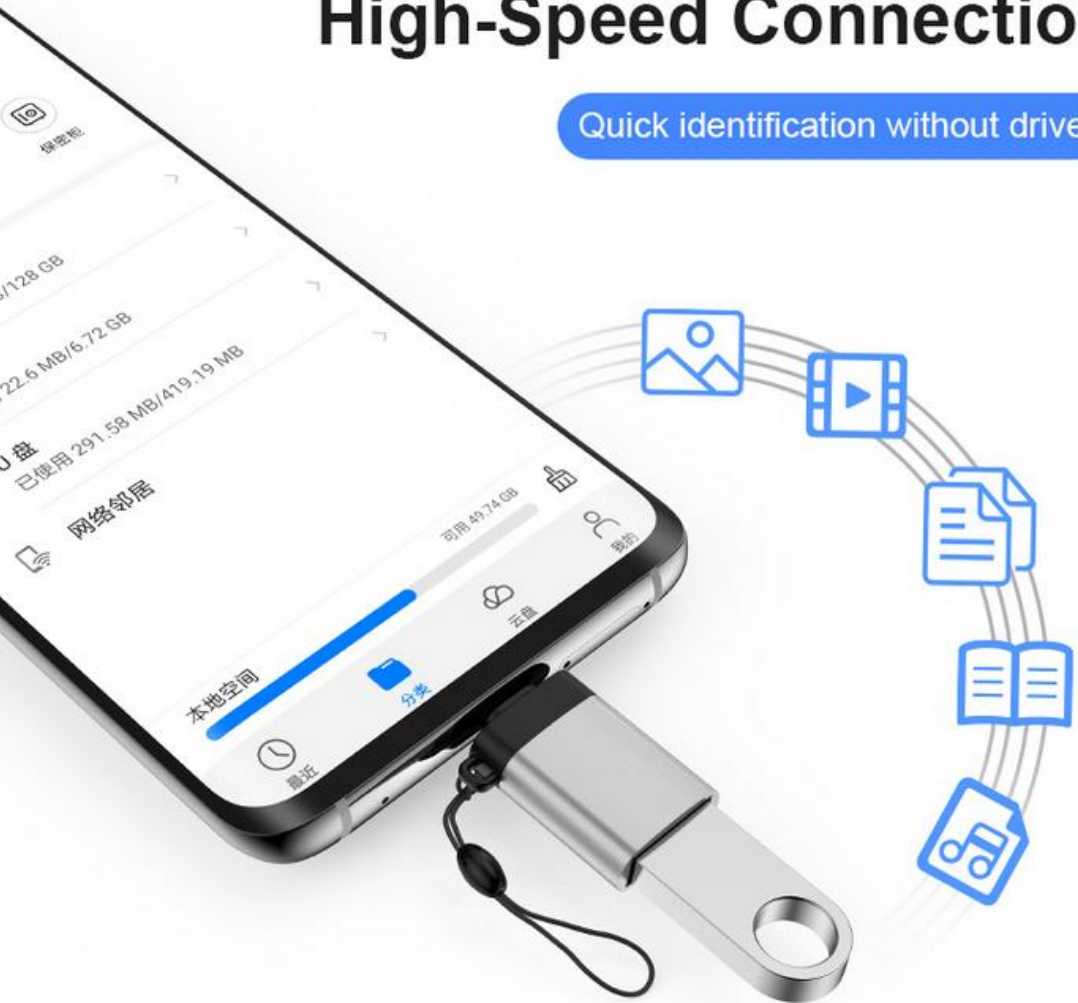 High-Speed Connectio
Quick identification without drive
保密柜
/128 GB
22.6 MB/6.72 GB
U 盘
已使用 291.58 MB/419.19 MB
网络邻居
可用 49.74 GB
本地空间
最近
分类
云盘
我的